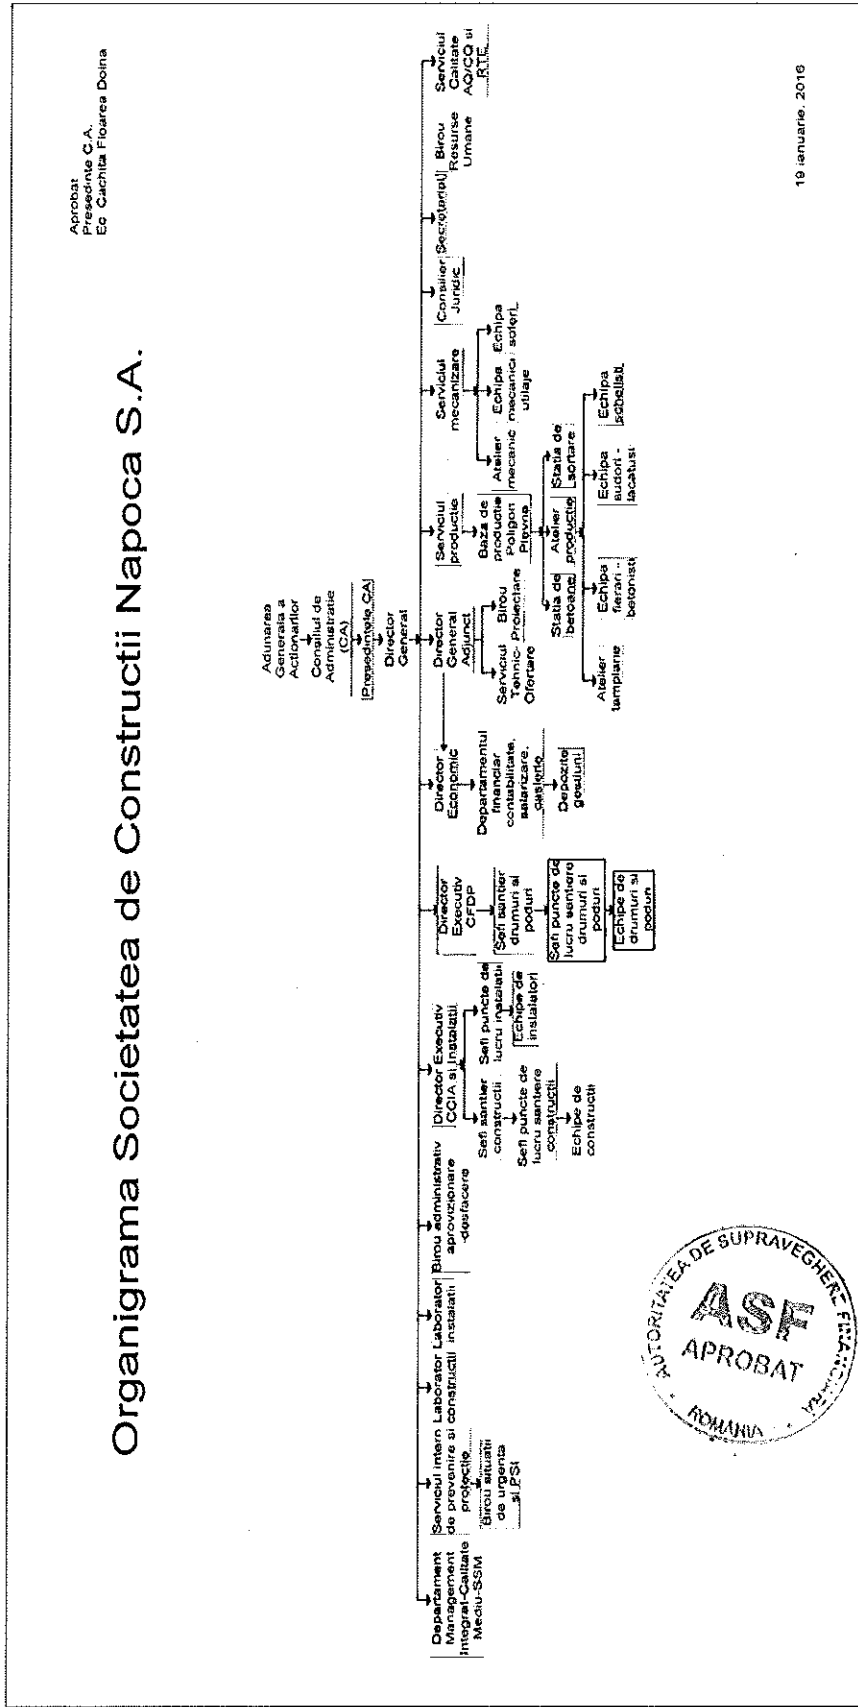 Aprobat
Presedinte C.A.
Ec Cachita Floarea Doina
Organigrama Societatea de Constructii Napoca S.A.
Adunarea
Generala a
Actionarilor
Consiliul de
Administratie
(CA)
Presedintele CA
Director
General
Departament
Management
Integrat-Calitate
Mediu-SSM
Serviciul intern
de prevenire si
protectie
Birou situatii
de urgenta
si PSI
Laborator
constructii
Laborator
instalatii
Birou administrativ
aprovizionare
-desfacere
Director Executiv
CCIA si Instalatii
Sefi santier
constructii
Sefi puncte de
lucru santiere
constructii
Echipe de
constructii
Sefi puncte de
lucru instalatii
Echipe de
instalatori
Director
Executiv
CFDP
Sefi santier
drumuri si
poduri
Sefi puncte de
lucru santiere
drumuri si
poduri
Echipe de
drumuri si
poduri
Director
Economic
Departamentul
financiar
contabilitate,
salarizare,
casierie
Depozite
gestiuni
Director
General
Adjunct
Serviciul
Tehnic-
Ofertare
Birou
Proiectare
Serviciul
productie
Baza de
productie
Poligon
Plevna
Statia de
betoane
Atelier
productie
Statia de
sortare
Atelier
tamplarie
Echipa
fierari -
betonisti
Echipa
sudori -
lacatusi
Echipa
schelisti
Serviciul
mecanizare
Atelier
mecanic
Echipa
mecanici
utilaje
Echipa
soferi
Consilier
Juridic
Secretariat
Birou
Resurse
Umane
Serviciul
Calitate
AQ/CQ si
RTE
AUTORITATEA DE SUPRAVEGHERE FINANCIARA
ASF
APROBAT
ROMANIA
19 ianuarie, 2016